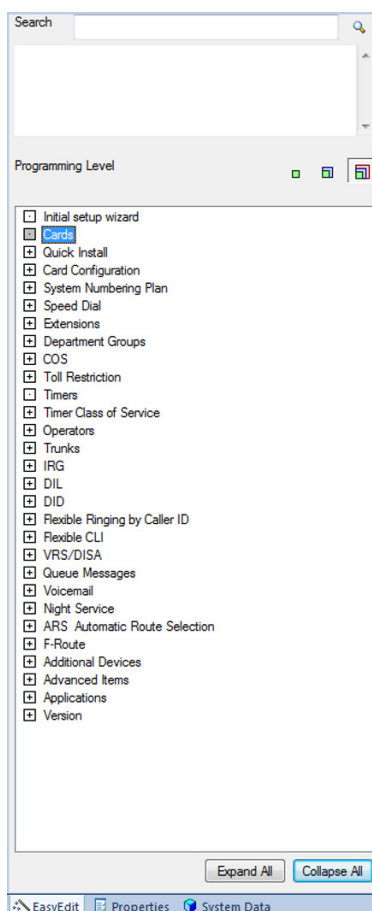 Search
Programming Level
Initial setup wizard
Cards
Quick Install
Card Configuration
System Numbering Plan
Speed Dial
Extensions
Department Groups
COS
Toll Restriction
Timers
Timer Class of Service
Operators
Trunks
IRG
DIL
DID
Flexible Ringing by Caller ID
Flexible CLI
VRS/DISA
Queue Messages
Voicemail
Night Service
ARS Automatic Route Selection
F-Route
Additional Devices
Advanced Items
Applications
Version
Expand All Collapse All
EasyEdit Properties System Data